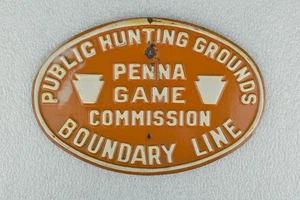 PUBLIC HUNTING GROUNDS
PENNA
GAME
COMMISSION
BOUNDARY LINE